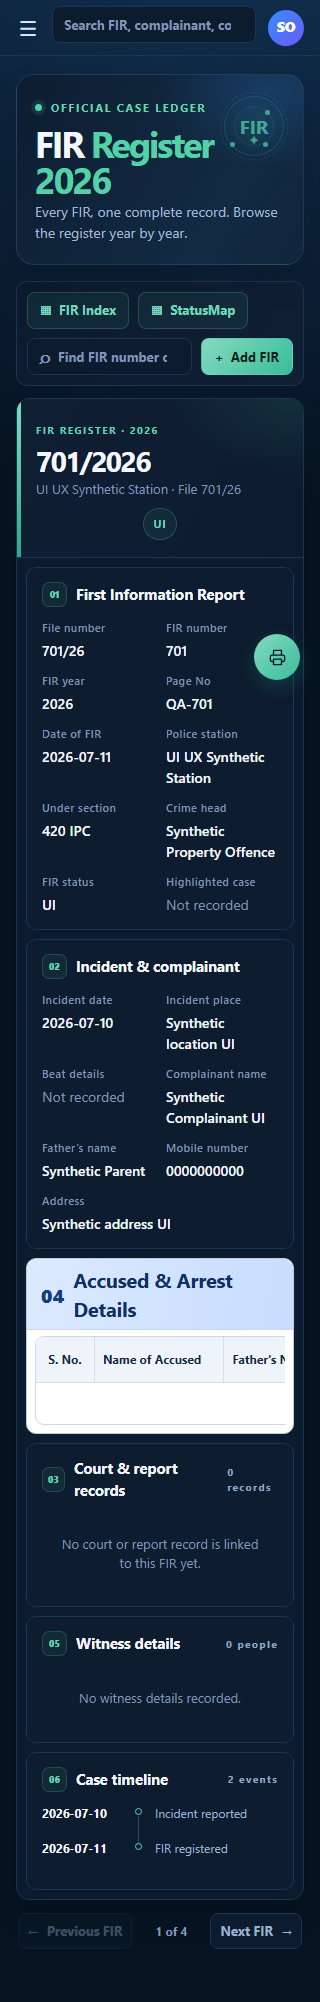 Search FIR, complainant, co
SO
OFFICIAL CASE LEDGER
FIR
FIR Register
2026
Every FIR, one complete record. Browse
the register year by year.
FIR Index
StatusMap
Find FIR number o
+ Add FIR
FIR REGISTER · 2026
701/2026
UI UX Synthetic Station · File 701/26
UI
01 First Information Report
File number FIR number
701/26 701
FIR year Page No
2026 QA-701
Date of FIR Police station
2026-07-11 UI UX Synthetic
Station
Under section Crime head
420 IPC Synthetic
Property Offence
FIR status Highlighted case
UI Not recorded
02 Incident & complainant
Incident date Incident place
2026-07-10 Synthetic
location UI
Beat details Complainant name
Not recorded Synthetic
Complainant UI
Father's name Mobile number
Synthetic Parent 0000000000
Address
Synthetic address UI
04 Accused & Arrest
Details
S. No. Name of Accused Father's N
03 Court & report
records
0
records
No court or report record is linked
to this FIR yet.
05 Witness details 0 people
No witness details recorded.
06 Case timeline 2 events
2026-07-10 Incident reported
2026-07-11 FIR registered
← Previous FIR 1 of 4 Next FIR →